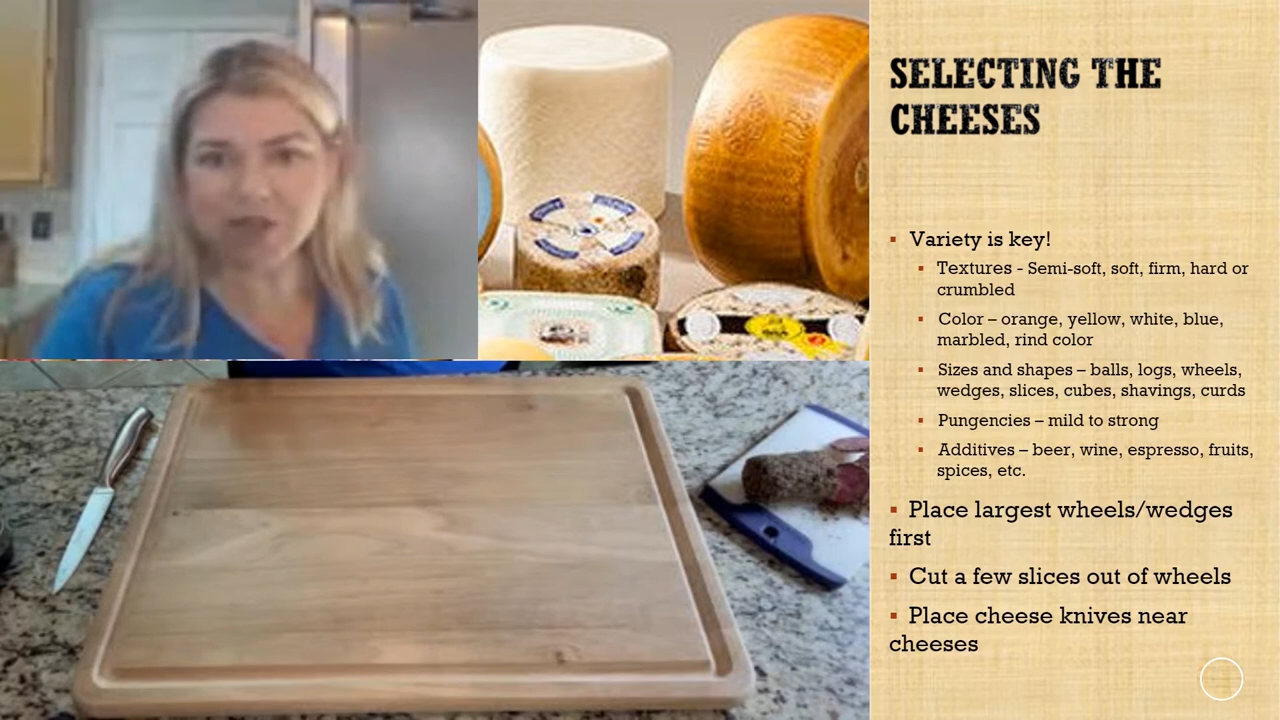 SELECTING THE
CHEESES
▪ Variety is key!
▪ Textures - Semi-soft, soft, firm, hard or
crumbled
▪ Color – orange, yellow, white, blue,
marbled, rind color
▪ Sizes and shapes – balls, logs, wheels,
wedges, slices, cubes, shavings, curds
▪ Pungencies – mild to strong
▪ Additives – beer, wine, espresso, fruits,
spices, etc.
▪ Place largest wheels/wedges
first
▪ Cut a few slices out of wheels
▪ Place cheese knives near
cheeses